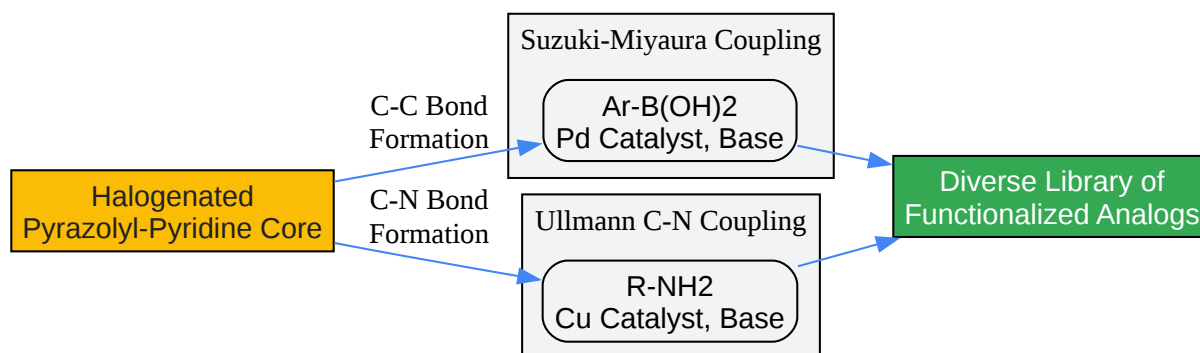 Halogenated
Pyrazolyl-Pyridine Core
C-C Bond
Formation
C-N Bond
Formation
Suzuki-Miyaura Coupling
Ar-B(OH)2
Pd Catalyst, Base
Ullmann C-N Coupling
R-NH2
Cu Catalyst, Base
Diverse Library of
Functionalized Analogs